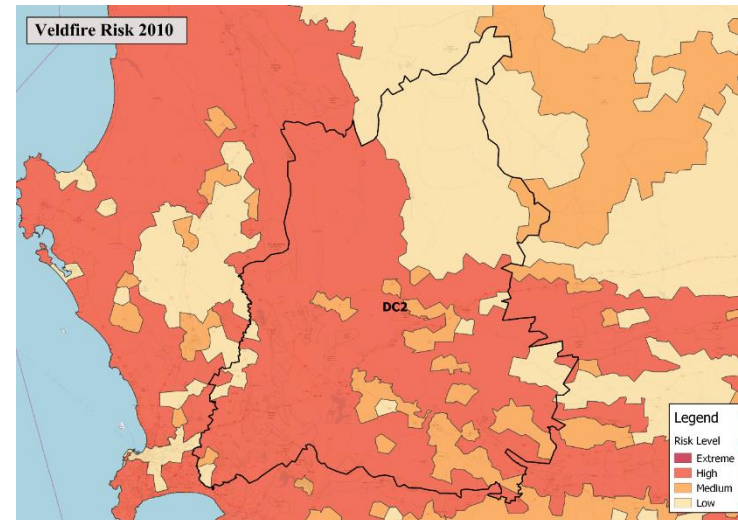 Veldfire Risk 2010
DC2
Legend
Risk Level
Extreme
High
Medium
Low